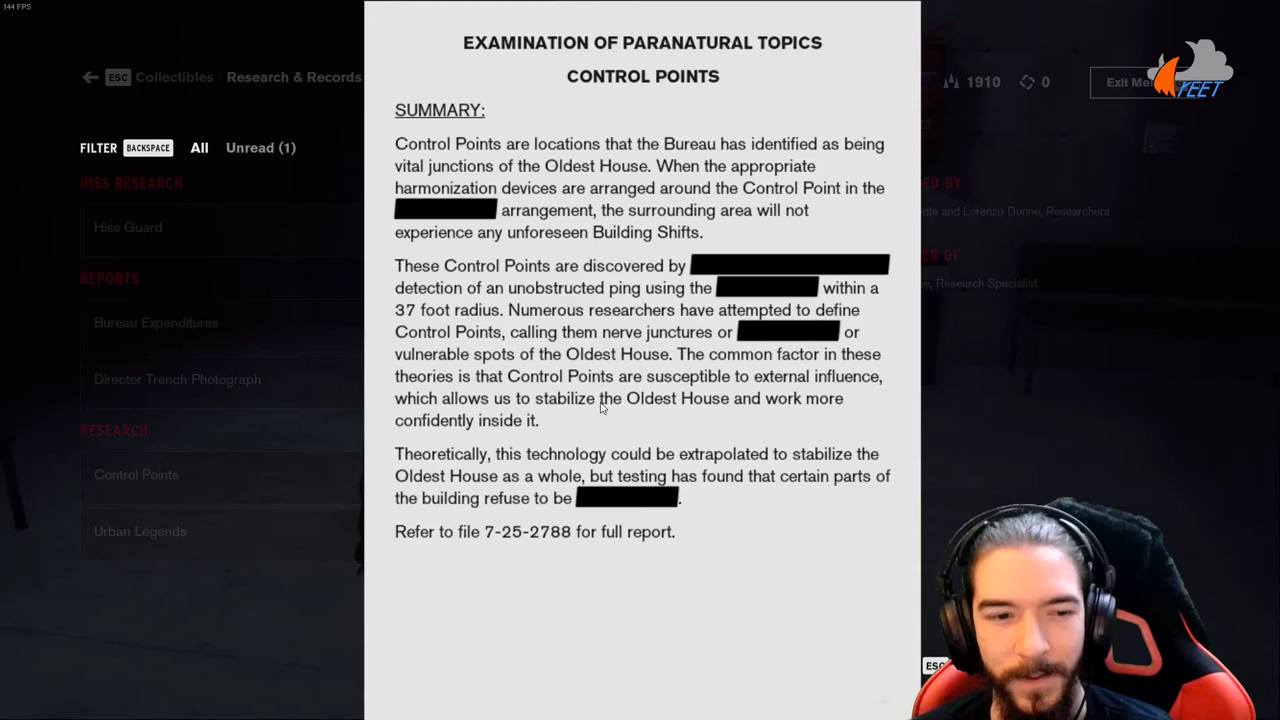 144 FPS
EXAMINATION OF PARANATURAL TOPICS
CONTROL POINTS
ESC Collectibles / Research & Records
1910
0
Exit Me
YEET
FILTER BACKSPACE All Unread (1)
SUMMARY:
Control Points are locations that the Bureau has identified as being
vital junctions of the Oldest House. When the appropriate
harmonization devices are arranged around the Control Point in the
arrangement, the surrounding area will not
experience any unforeseen Building Shifts.
These Control Points are discovered by
detection of an unobstructed ping using the within a
37 foot radius. Numerous researchers have attempted to define
Control Points, calling them nerve junctures or or
vulnerable spots of the Oldest House. The common factor in these
theories is that Control Points are susceptible to external influence,
which allows us to stabilize the Oldest House and work more
confidently inside it.
Theoretically, this technology could be extrapolated to stabilize the
Oldest House as a whole, but testing has found that certain parts of
the building refuse to be .
Refer to file 7-25-2788 for full report.
HISS RESEARCH
Hiss Guard
REPORTS
Bureau Expenditures
Director Trench Photograph
RESEARCH
Control Points
Urban Legends
ED BY
nte and Lorenzo Dunne, Researchers
ER OF
e, Research Specialist
ESC